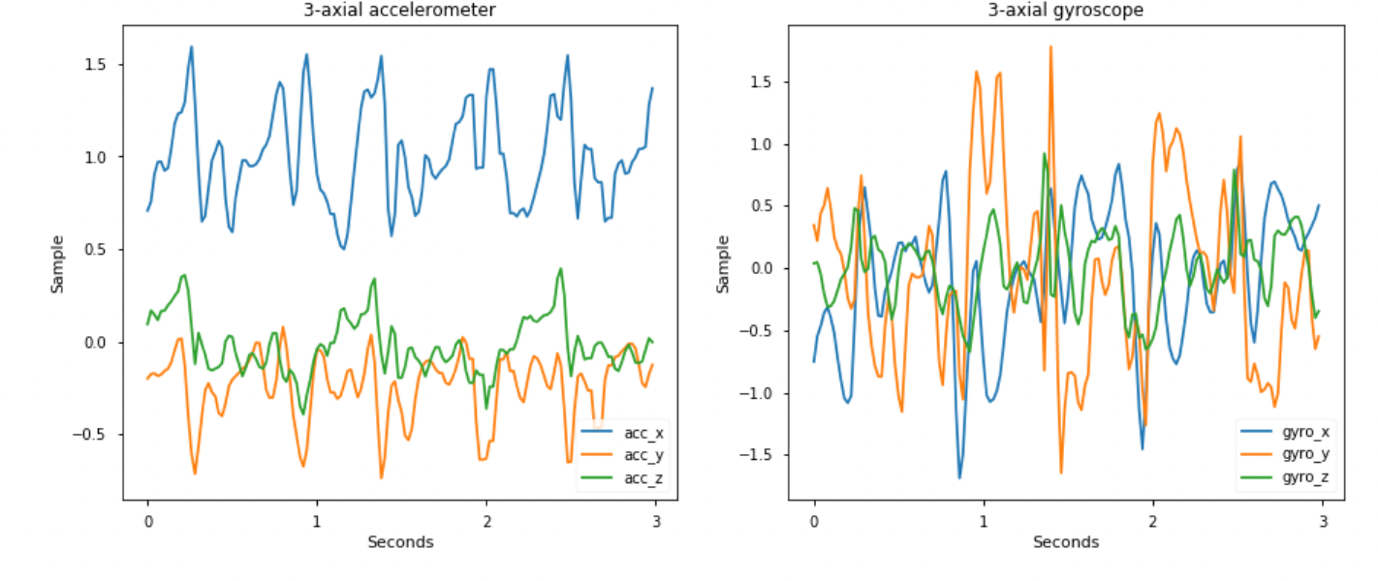 3-axial accelerometer
Sample
1.5
1.0
0.5
0.0
−0.5
0
1
2
3
Seconds
acc_x
acc_y
acc_z
3-axial gyroscope
Sample
1.5
1.0
0.5
0.0
−0.5
−1.0
−1.5
0
1
2
3
Seconds
gyro_x
gyro_y
gyro_z